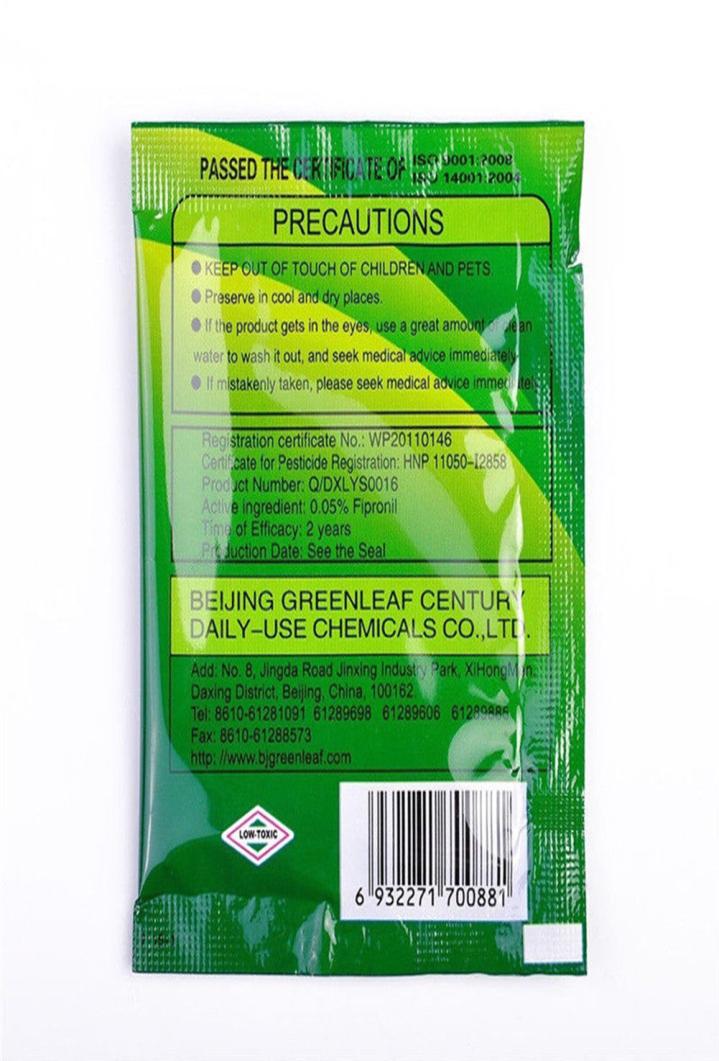 PASSED THE CERTIFICATE OF ISO 9001:2008
ISO 14001:2004
PRECAUTIONS
● KEEP OUT OF TOUCH OF CHILDREN AND PETS.
● Preserve in cool and dry places.
● If the product gets in the eyes, use a great amount of clean
water to wash it out, and seek medical advice immediately
● If mistakenly taken, please seek medical advice immediately
Registration certificate No.: WP20110146
Certificate for Pesticide Registration: HNP 11050-I2858
Product Number: Q/DXLYS0016
Active ingredient: 0.05% Fipronil
Time of Efficacy: 2 years
Production Date: See the Seal
BEIJING GREENLEAF CENTURY
DAILY-USE CHEMICALS CO.,LTD.
Add: No. 8, Jingda Road Jinxing Industry Park, XiHongMen
Daxing District, Beijing, China, 100162
Tel: 8610-61281091 61289698 61289606 61289886
Fax: 8610-61288573
http: //www.bjgreenleaf.com
LOW-TOXIC
6 932271 700881